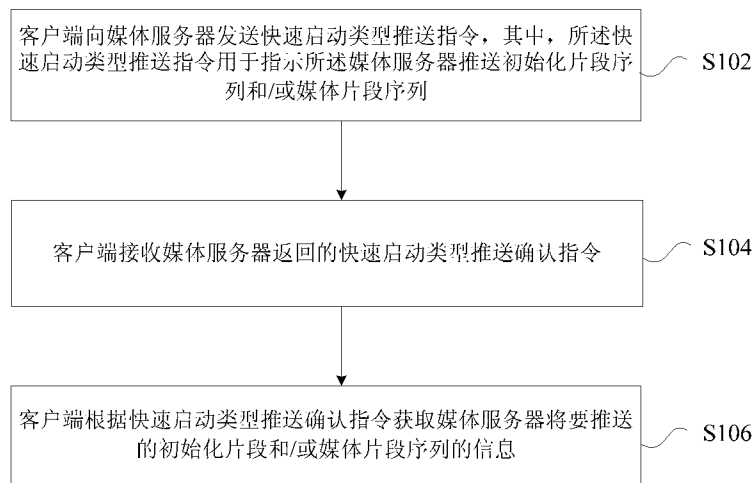 客户端向媒体服务器发送快速启动类型推送指令，其中，所述快
速启动类型推送指令用于指示所述媒体服务器推送初始化片段序
列和/或媒体片段序列
S102
客户端接收媒体服务器返回的快速启动类型推送确认指令
S104
客户端根据快速启动类型推送确认指令获取媒体服务器将要推送
的初始化片段和/或媒体片段序列的信息
S106